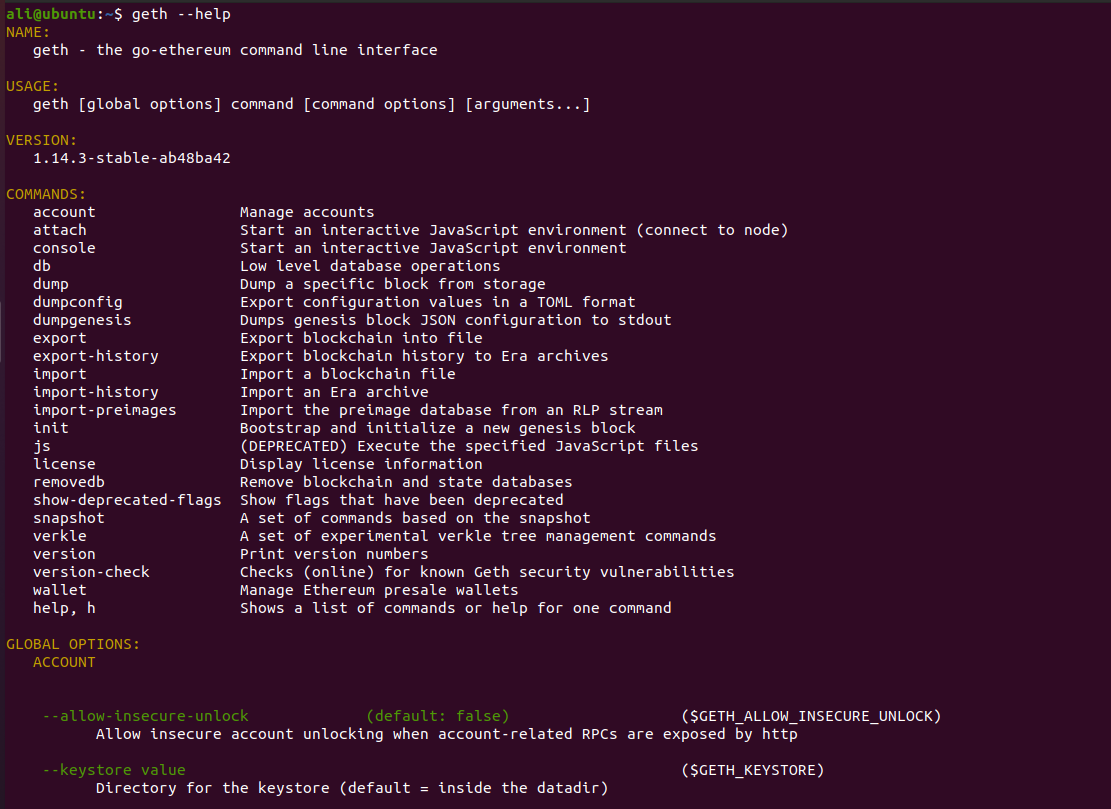 ali@ubuntu:~$ geth --help
NAME:
   geth - the go-ethereum command line interface

USAGE:
   geth [global options] command [command options] [arguments...]

VERSION:
   1.14.3-stable-ab48ba42

COMMANDS:
   account                Manage accounts
   attach                 Start an interactive JavaScript environment (connect to node)
   console                Start an interactive JavaScript environment
   db                     Low level database operations
   dump                   Dump a specific block from storage
   dumpconfig             Export configuration values in a TOML format
   dumpgenesis            Dumps genesis block JSON configuration to stdout
   export                 Export blockchain into file
   export-history         Export blockchain history to Era archives
   import                 Import a blockchain file
   import-history         Import an Era archive
   import-preimages       Import the preimage database from an RLP stream
   init                   Bootstrap and initialize a new genesis block
   js                     (DEPRECATED) Execute the specified JavaScript files
   license                Display license information
   removedb               Remove blockchain and state databases
   show-deprecated-flags  Show flags that have been deprecated
   snapshot               A set of commands based on the snapshot
   verkle                 A set of experimental verkle tree management commands
   version                Print version numbers
   version-check          Checks (online) for known Geth security vulnerabilities
   wallet                 Manage Ethereum presale wallets
   help, h                Shows a list of commands or help for one command

GLOBAL OPTIONS:
   ACCOUNT

    --allow-insecure-unlock             (default: false)                   ($GETH_ALLOW_INSECURE_UNLOCK)
          Allow insecure account unlocking when account-related RPCs are exposed by http

    --keystore value                                                       ($GETH_KEYSTORE)
          Directory for the keystore (default = inside the datadir)